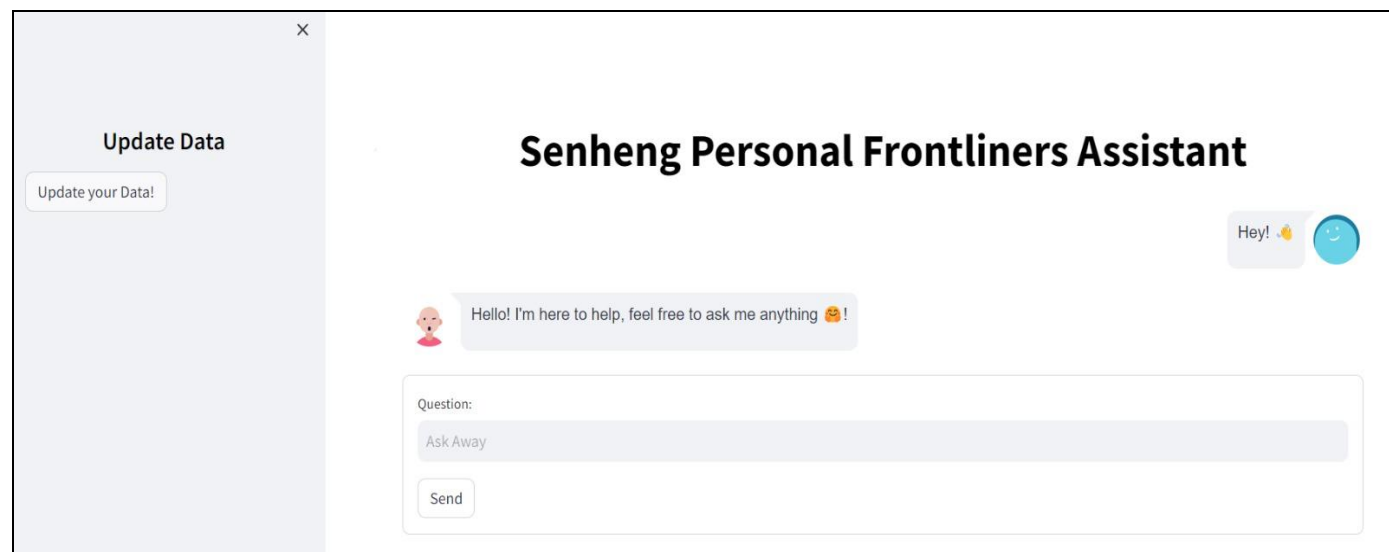 Update Data
Update your Data!
Senheng Personal Frontliners Assistant
Hey! 👋
Hello! I'm here to help, feel free to ask me anything 🤗!
Question:
Ask Away
Send